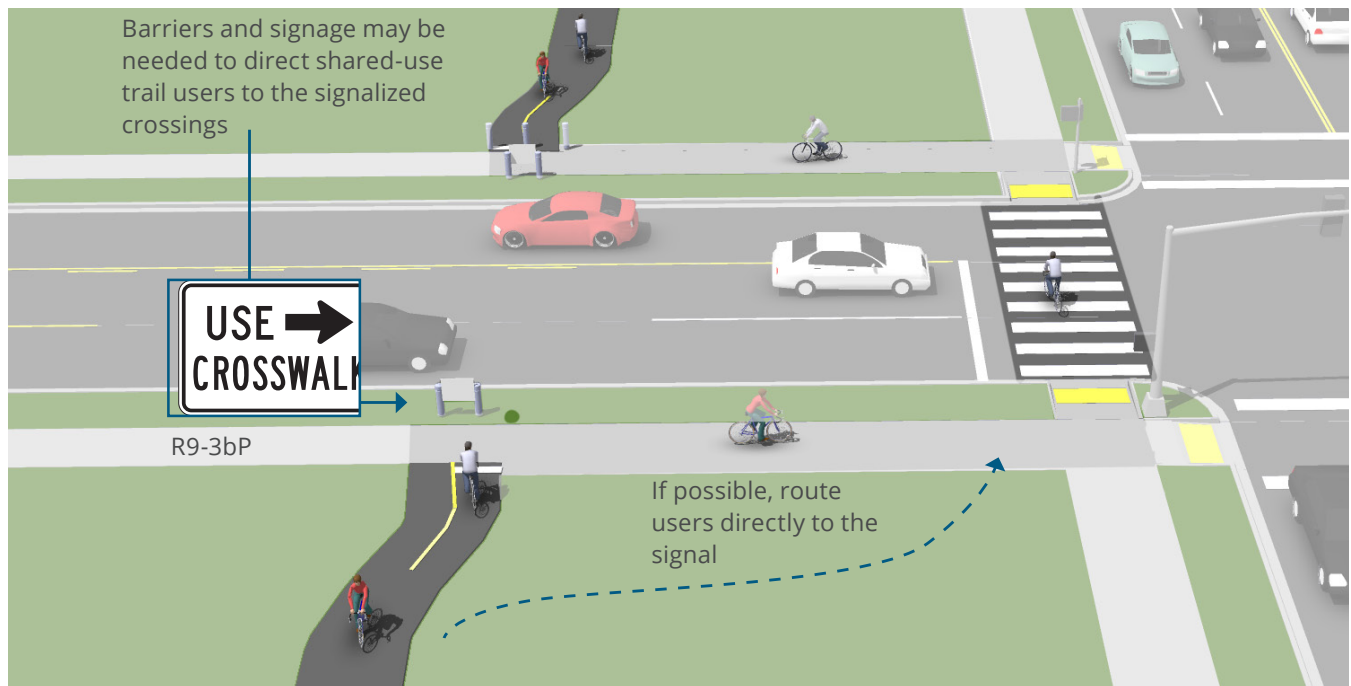 Barriers and signage may be
needed to direct shared-use
trail users to the signalized
crossings
USE
CROSSWALK
R9-3bP
If possible, route
users directly to the
signal